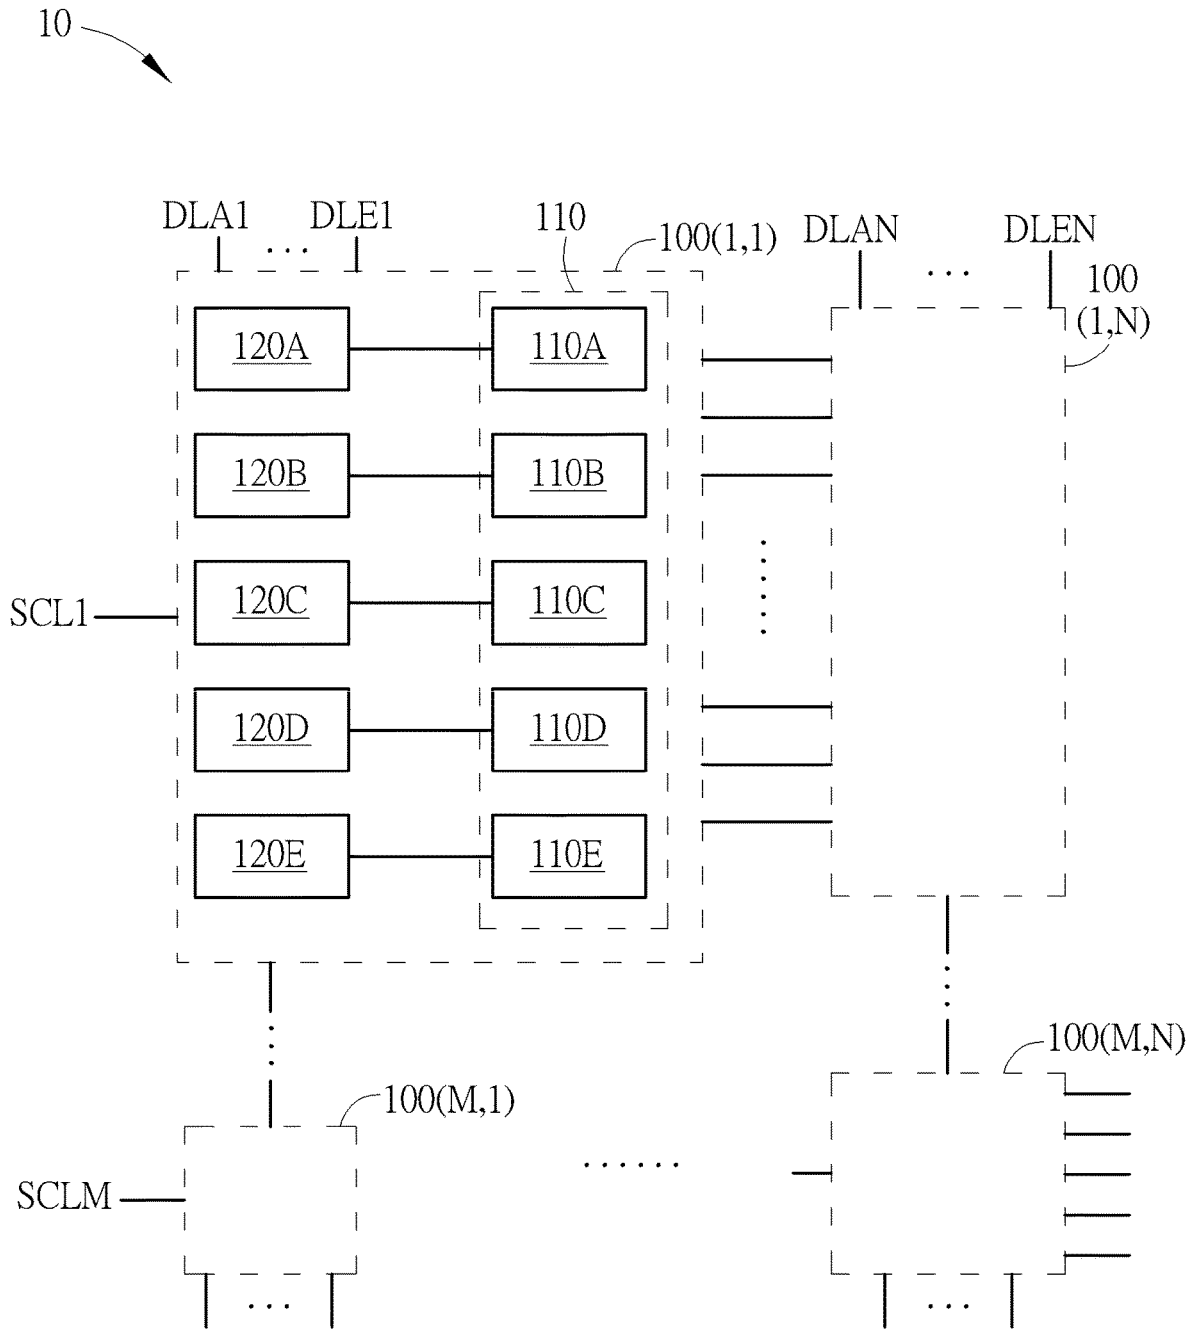 10
DLA1 ... DLE1
110
100(1,1)
DLAN ... DLEN
100
(1,N)
120A 110A
120B 110B
120C 110C
SCL1
120D 110D
120E 110E
100(M,N)
100(M,1)
SCLM